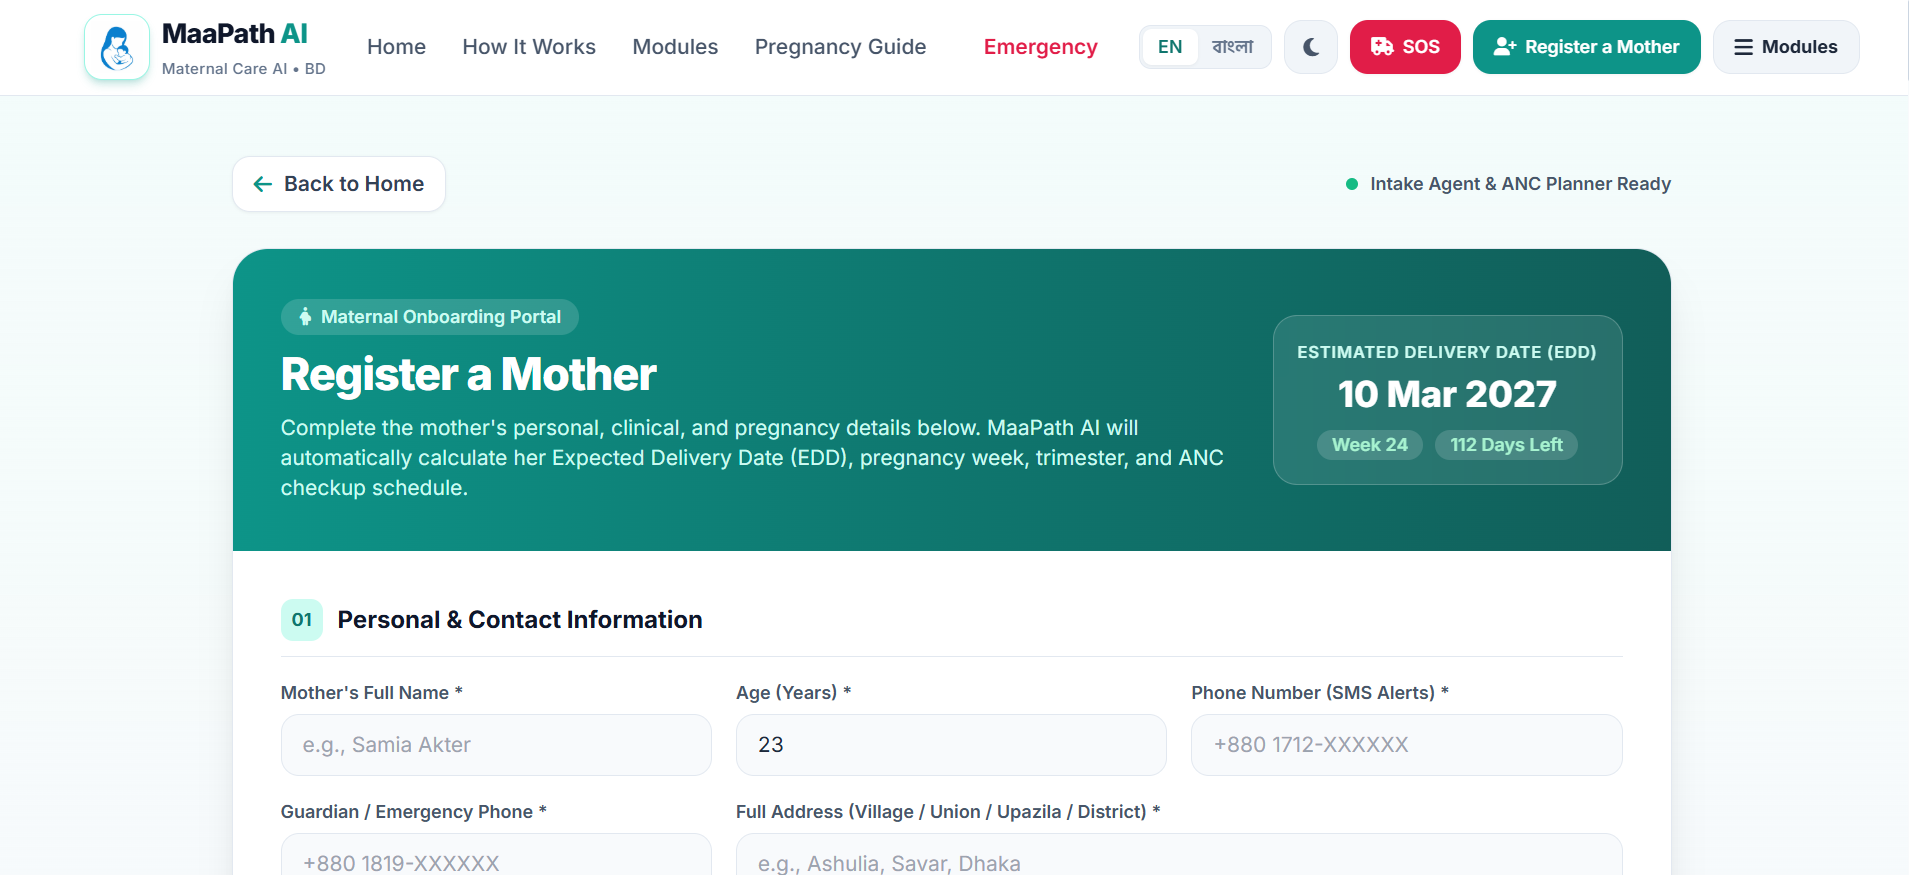 MaaPath AI
Maternal Care AI • BD
Home
How It Works
Modules
Pregnancy Guide
Emergency
EN
বাংলা
SOS
Register a Mother
Modules
Back to Home
Intake Agent & ANC Planner Ready
Maternal Onboarding Portal
Register a Mother
Complete the mother's personal, clinical, and pregnancy details below. MaaPath AI will
automatically calculate her Expected Delivery Date (EDD), pregnancy week, trimester, and ANC
checkup schedule.
ESTIMATED DELIVERY DATE (EDD)
10 Mar 2027
Week 24
112 Days Left
01
Personal & Contact Information
Mother's Full Name *
Age (Years) *
Phone Number (SMS Alerts) *
e.g., Samia Akter
23
+880 1712-XXXXXX
Guardian / Emergency Phone *
Full Address (Village / Union / Upazila / District) *
+880 1819-XXXXXX
e.g., Ashulia, Savar, Dhaka